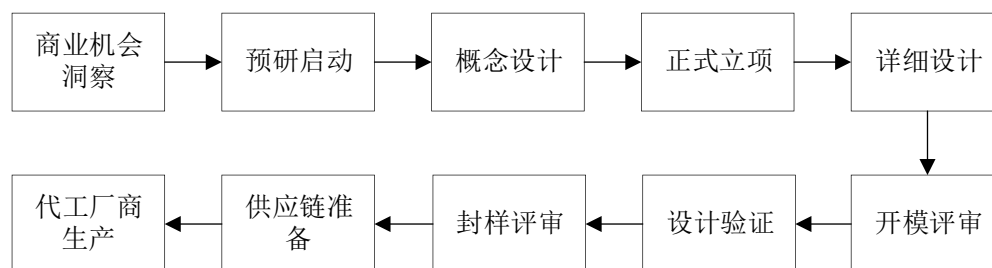 商业机会
洞察
预研启动
概念设计
正式立项
详细设计
代工厂商
生产
供应链准
备
封样评审
设计验证
开模评审